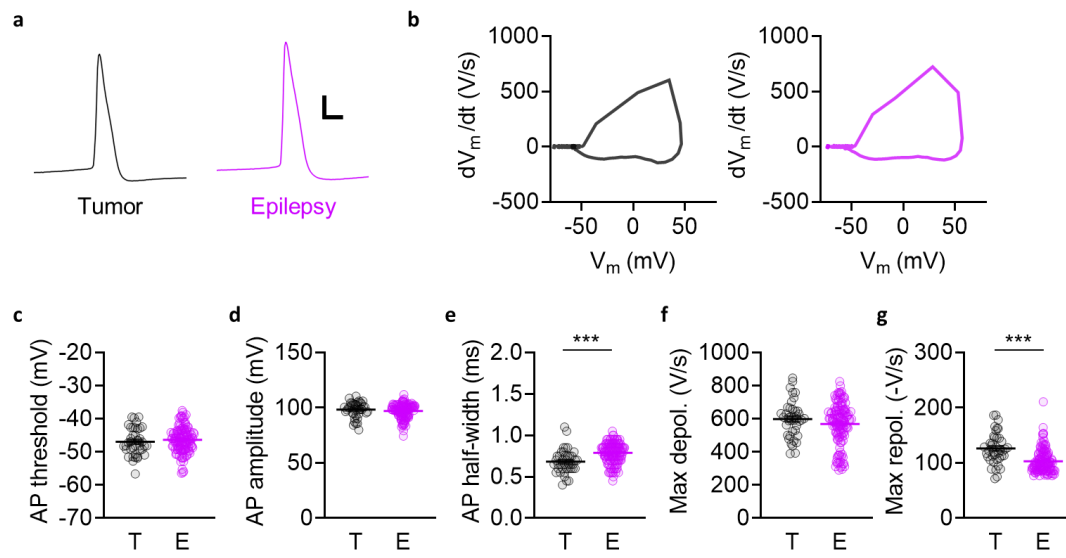 a
Tumor
Epilepsy
b
dVm/dt (V/s)
1000
500
0
-500
-50
0
50
Vm (mV)
dVm/dt (V/s)
1000
500
0
-500
-50
0
50
Vm (mV)
c
AP threshold (mV)
-20
-30
-40
-50
-60
-70
T
E
d
AP amplitude (mV)
150
100
50
0
T
E
e
AP half-width (ms)
2.0
1.5
1.0
0.5
0.0
***
T
E
f
Max depol. (V/s)
1000
800
600
400
200
0
T
E
g
Max repol. (-V/s)
300
200
100
0
***
T
E